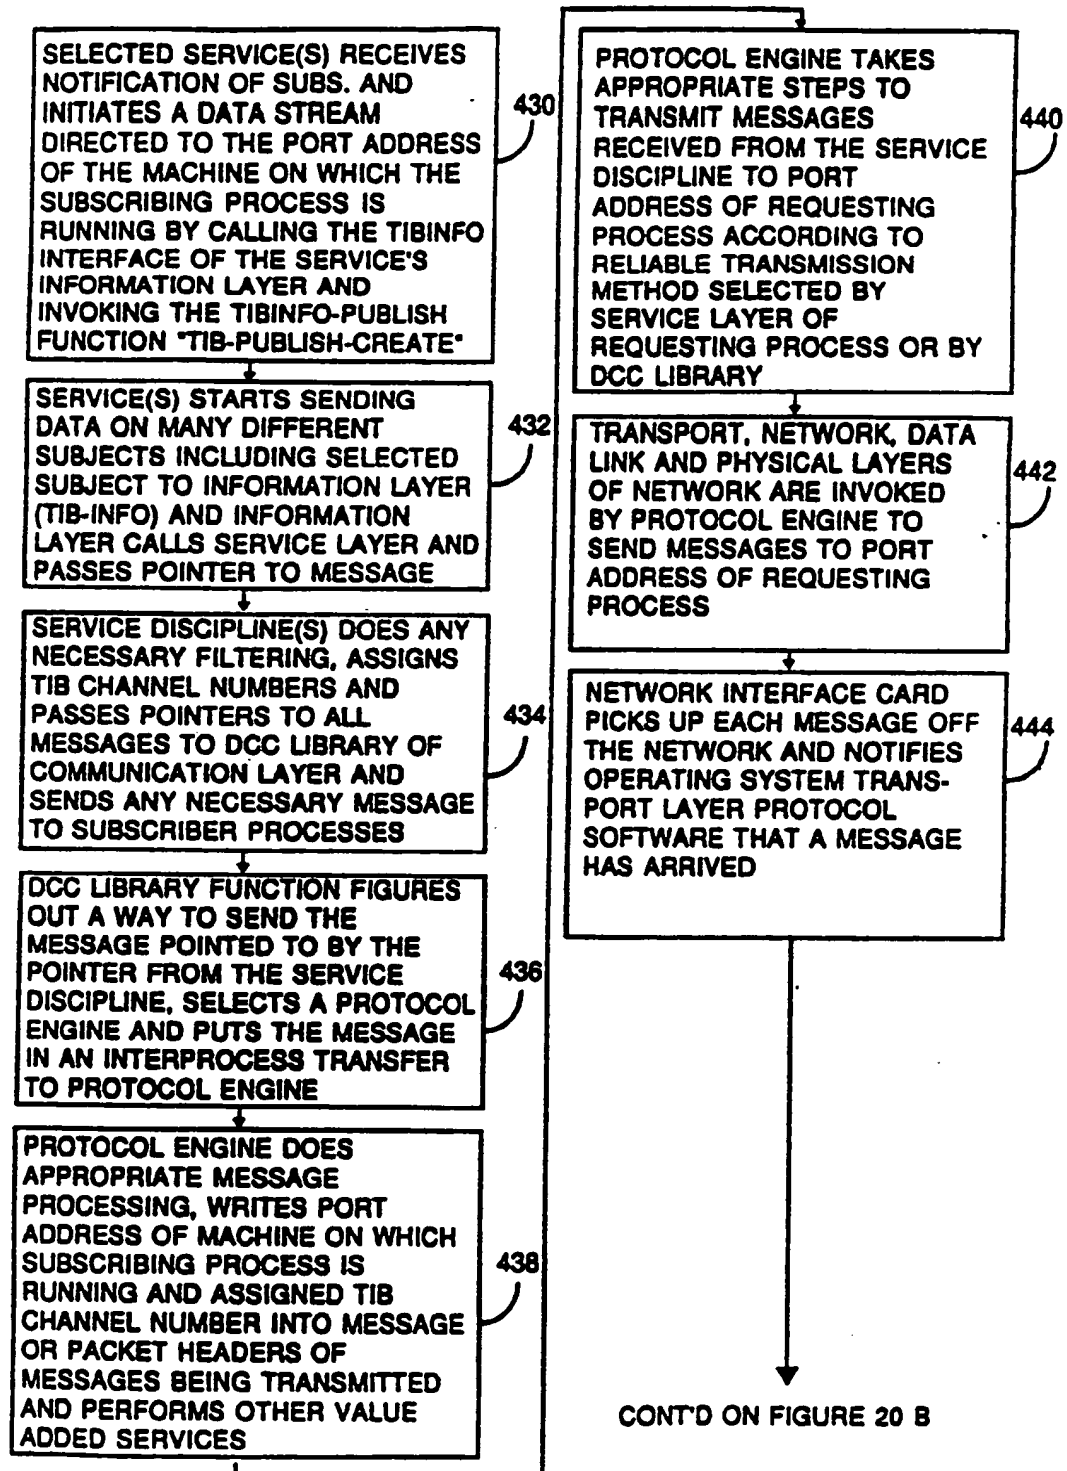 SELECTED SERVICE(S) RECEIVES
NOTIFICATION OF SUBS. AND
INITIATES A DATA STREAM
DIRECTED TO THE PORT ADDRESS
OF THE MACHINE ON WHICH THE
SUBSCRIBING PROCESS IS
RUNNING BY CALLING THE TIBINFO
INTERFACE OF THE SERVICE'S
INFORMATION LAYER AND
INVOKING THE TIBINFO-PUBLISH
FUNCTION "TIB-PUBLISH-CREATE"
430
SERVICE(S) STARTS SENDING
DATA ON MANY DIFFERENT
SUBJECTS INCLUDING SELECTED
SUBJECT TO INFORMATION LAYER
(TIB-INFO) AND INFORMATION
LAYER CALLS SERVICE LAYER AND
PASSES POINTER TO MESSAGE
432
SERVICE DISCIPLINE(S) DOES ANY
NECESSARY FILTERING, ASSIGNS
TIB CHANNEL NUMBERS AND
PASSES POINTERS TO ALL
MESSAGES TO DCC LIBRARY OF
COMMUNICATION LAYER AND
SENDS ANY NECESSARY MESSAGE
TO SUBSCRIBER PROCESSES
434
DCC LIBRARY FUNCTION FIGURES
OUT A WAY TO SEND THE
MESSAGE POINTED TO BY THE
POINTER FROM THE SERVICE
DISCIPLINE, SELECTS A PROTOCOL
ENGINE AND PUTS THE MESSAGE
IN AN INTERPROCESS TRANSFER
TO PROTOCOL ENGINE
436
PROTOCOL ENGINE DOES
APPROPRIATE MESSAGE
PROCESSING, WRITES PORT
ADDRESS OF MACHINE ON WHICH
SUBSCRIBING PROCESS IS
RUNNING AND ASSIGNED TIB
CHANNEL NUMBER INTO MESSAGE
OR PACKET HEADERS OF
MESSAGES BEING TRANSMITTED
AND PERFORMS OTHER VALUE
ADDED SERVICES
438
PROTOCOL ENGINE TAKES
APPROPRIATE STEPS TO
TRANSMIT MESSAGES
RECEIVED FROM THE SERVICE
DISCIPLINE TO PORT
ADDRESS OF REQUESTING
PROCESS ACCORDING TO
RELIABLE TRANSMISSION
METHOD SELECTED BY
SERVICE LAYER OF
REQUESTING PROCESS OR BY
DCC LIBRARY
440
TRANSPORT, NETWORK, DATA
LINK AND PHYSICAL LAYERS
OF NETWORK ARE INVOKED
BY PROTOCOL ENGINE TO
SEND MESSAGES TO PORT
ADDRESS OF REQUESTING
PROCESS
442
NETWORK INTERFACE CARD
PICKS UP EACH MESSAGE OFF
THE NETWORK AND NOTIFIES
OPERATING SYSTEM TRANS-
PORT LAYER PROTOCOL
SOFTWARE THAT A MESSAGE
HAS ARRIVED
444
CONT'D ON FIGURE 20 B